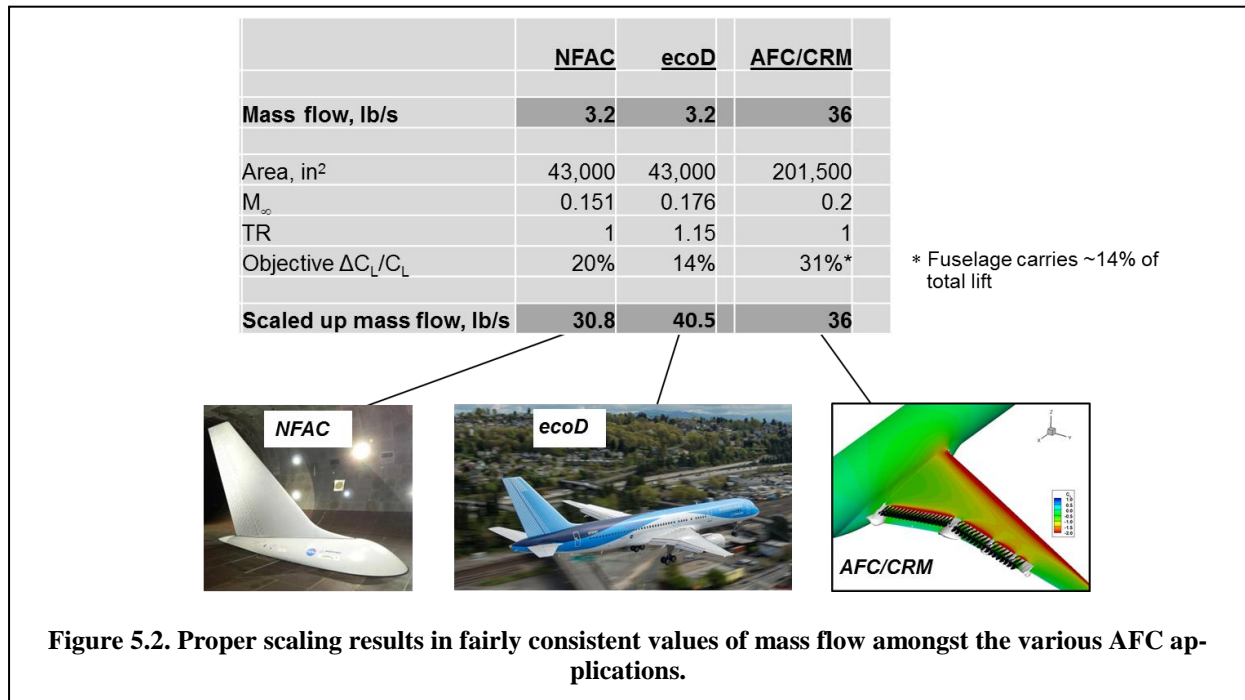 NFAC ecoD AFC/CRM
Mass flow, lb/s 3.2 3.2 36
Area, in² 43,000 43,000 201,500
M∞ 0.151 0.176 0.2
TR 1 1.15 1
Objective ΔCL/CL 20% 14% 31%*
* Fuselage carries ~14% of
total lift
Scaled up mass flow, lb/s 30.8 40.5 36
NFAC
ecoD
AFC/CRM
Figure 5.2. Proper scaling results in fairly consistent values of mass flow amongst the various AFC ap-
plications.